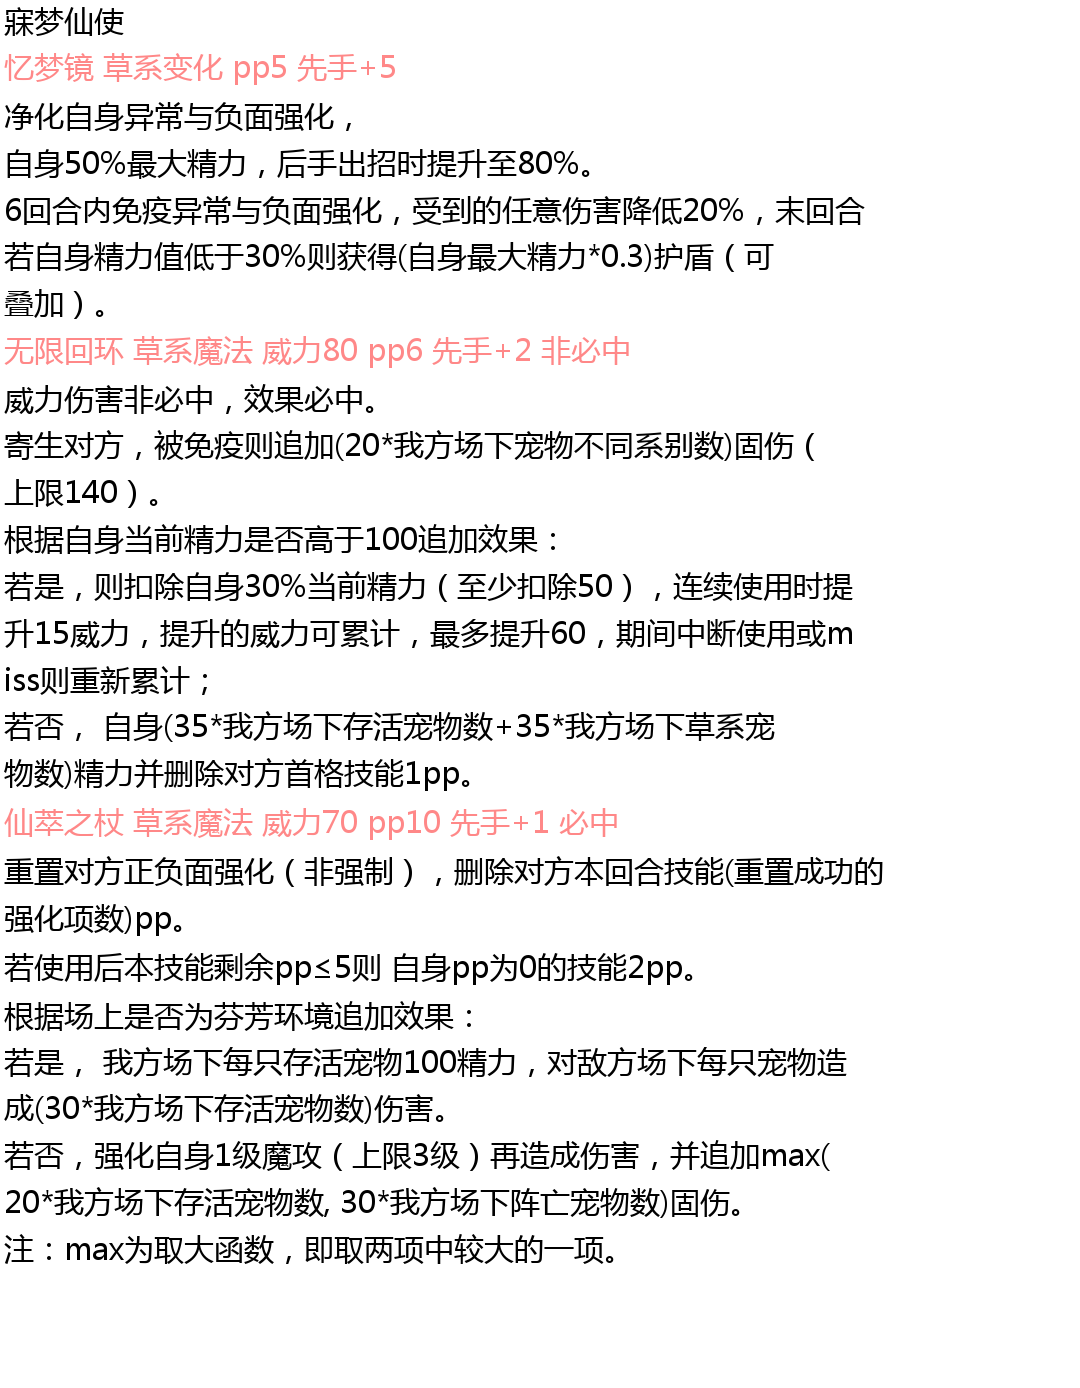 寐梦仙使
忆梦镜 草系变化 pp5 先手+5
净化自身异常与负面强化，
自身50%最大精力，后手出招时提升至80%。
6回合内免疫异常与负面强化，受到的任意伤害降低20%，末回合
若自身精力值低于30%则获得(自身最大精力*0.3)护盾（可
叠加）。
无限回环 草系魔法 威力80 pp6 先手+2 非必中
威力伤害非必中，效果必中。
寄生对方，被免疫则追加(20*我方场下宠物不同系别数)固伤（
上限140）。
根据自身当前精力是否高于100追加效果：
若是，则扣除自身30%当前精力（至少扣除50），连续使用时提
升15威力，提升的威力可累计，最多提升60，期间中断使用或m
iss则重新累计；
若否， 自身(35*我方场下存活宠物数+35*我方场下草系宠
物数)精力并删除对方首格技能1pp。
仙萃之杖 草系魔法 威力70 pp10 先手+1 必中
重置对方正负面强化（非强制），删除对方本回合技能(重置成功的
强化项数)pp。
若使用后本技能剩余pp≤5则 自身pp为0的技能2pp。
根据场上是否为芬芳环境追加效果：
若是， 我方场下每只存活宠物100精力，对敌方场下每只宠物造
成(30*我方场下存活宠物数)伤害。
若否，强化自身1级魔攻（上限3级）再造成伤害，并追加max(
20*我方场下存活宠物数, 30*我方场下阵亡宠物数)固伤。
注：max为取大函数，即取两项中较大的一项。